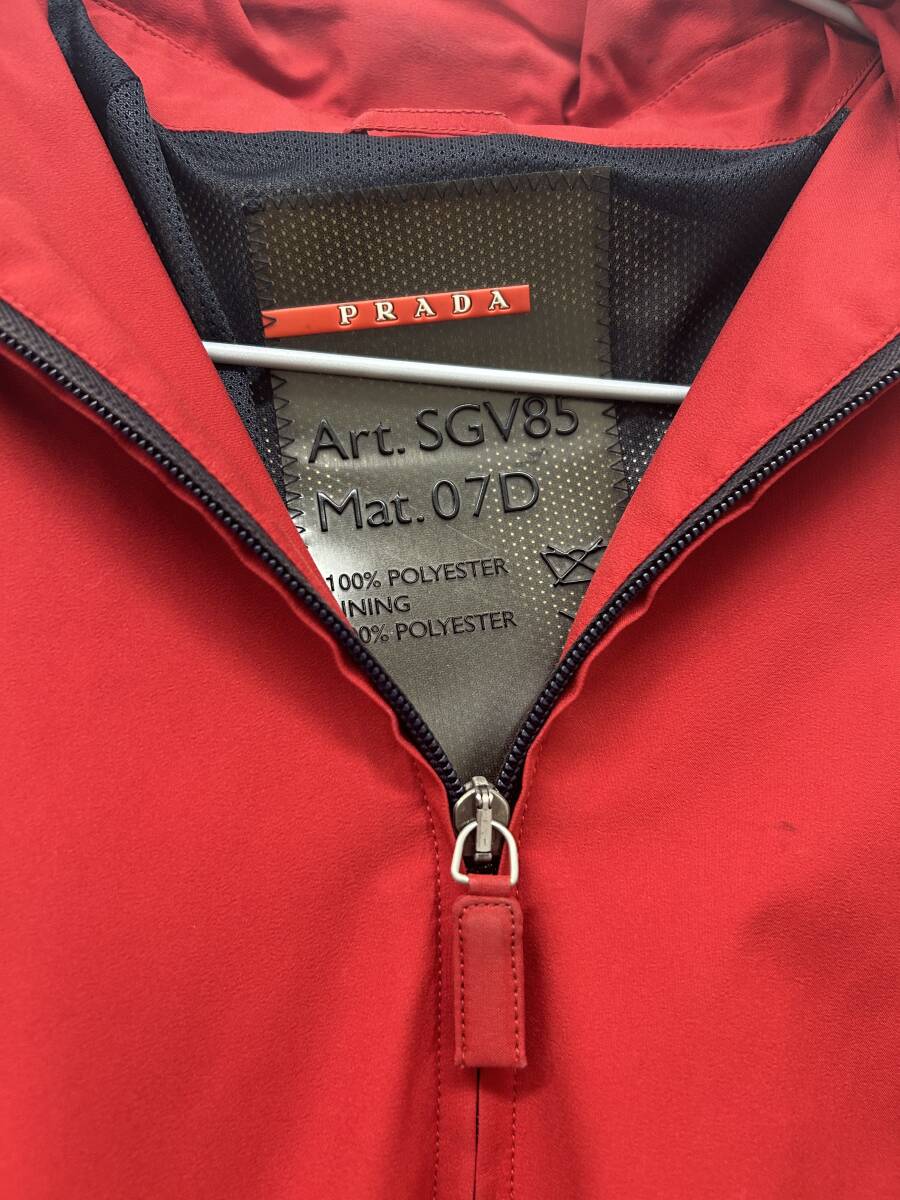 PRADA
Art. SGV85
Mat. 07D
100% POLYESTER
INING
0% POLYESTER